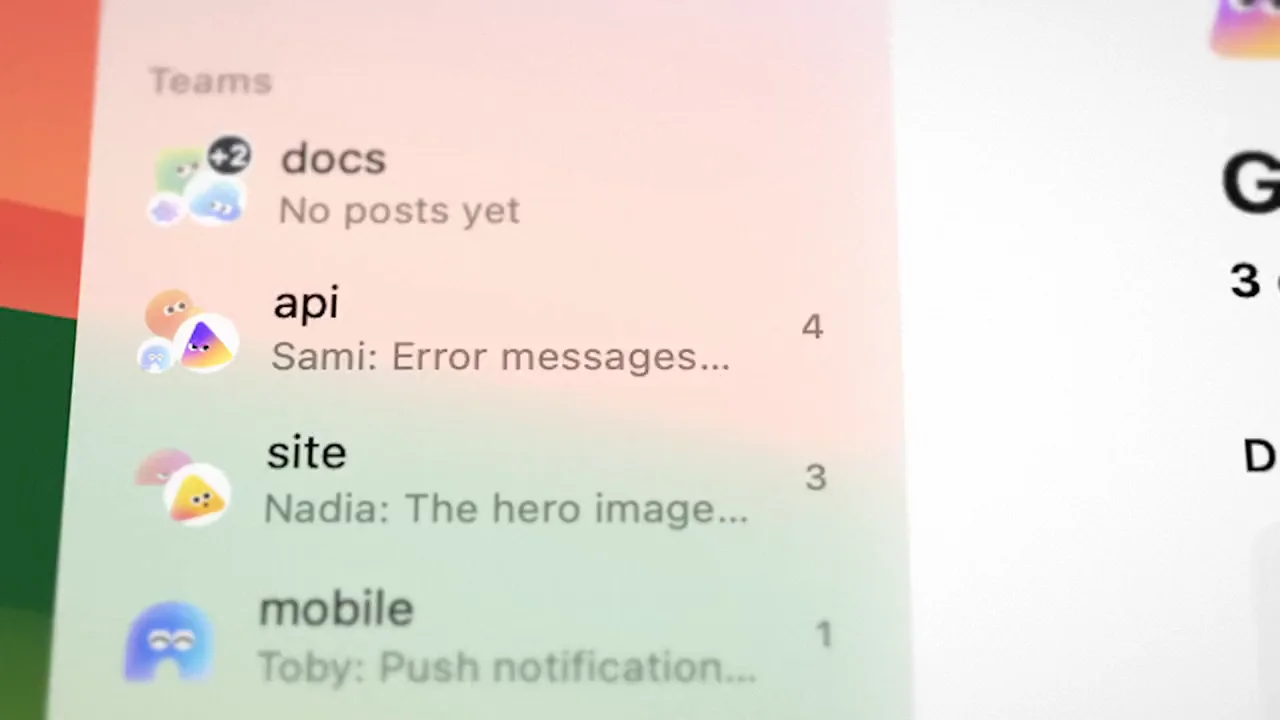 Teams
+2
docs
No posts yet
api
Sami: Error messages...
4
site
Nadia: The hero image...
3
mobile
Toby: Push notification...
1
G
3
D